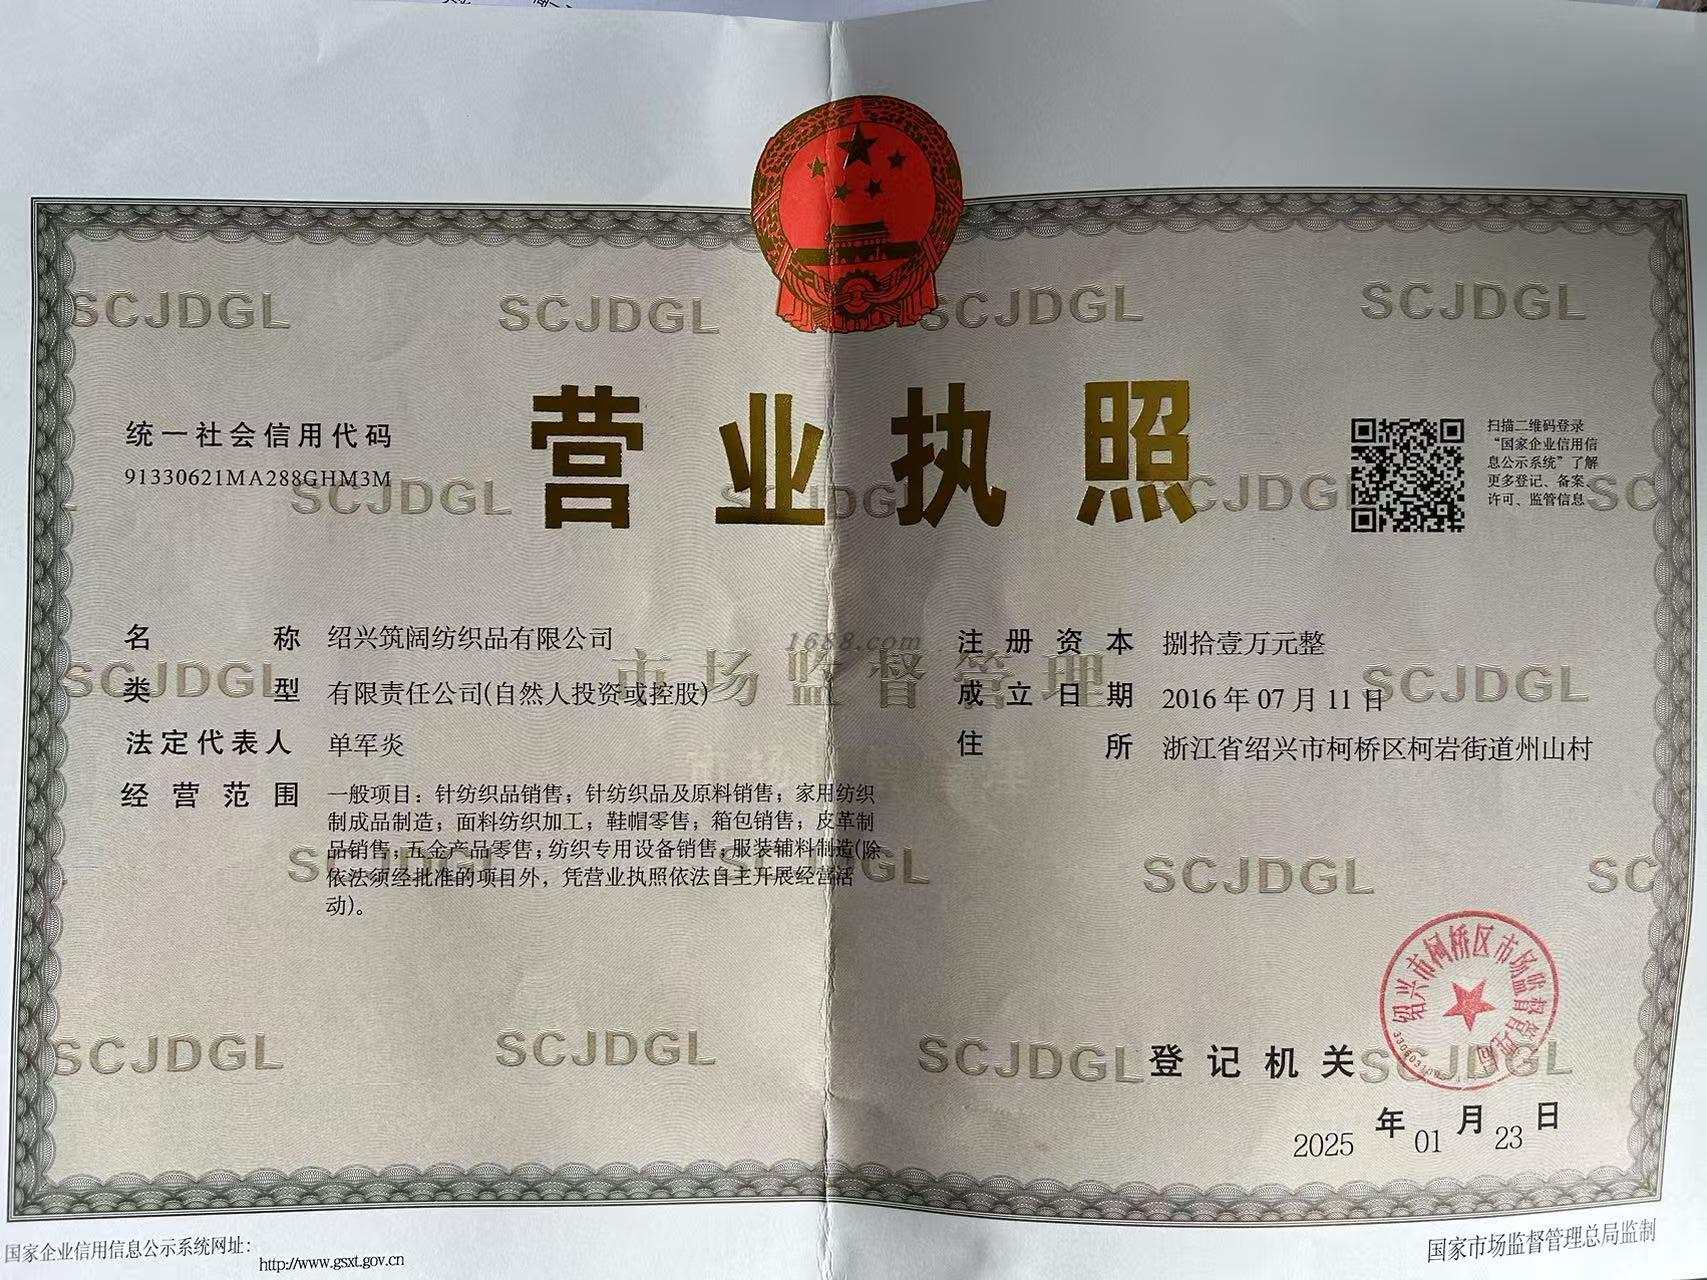 营业执照
统一社会信用代码
91330621MA288GHM3M
扫描二维码登录
“国家企业信用信
息公示系统”了解
更多登记、备案、
许可、监管信息
名称 绍兴筑阔纺织品有限公司
类型 有限责任公司(自然人投资或控股)
法定代表人 单军炎
经营范围 一般项目：针纺织品销售；针纺织品及原料销售；家用纺织
制成品制造；面料纺织加工；鞋帽零售；箱包销售；皮革制
品销售；五金产品零售；纺织专用设备销售；服装辅料制造(除
依法须经批准的项目外，凭营业执照依法自主开展经营活
动)。
注册资本 捌拾壹万元整
成立日期 2016年07月11日
住所 浙江省绍兴市柯桥区柯岩街道州山村
1688.com
市场监督管理
SCJDGL SCJDGL SCJDGL SCJDGL
绍兴市柯桥区市场监督管理局
登记机关
2025年01月23日
国家企业信用信息公示系统网址：
http://www.gsxt.gov.cn
国家市场监督管理总局监制